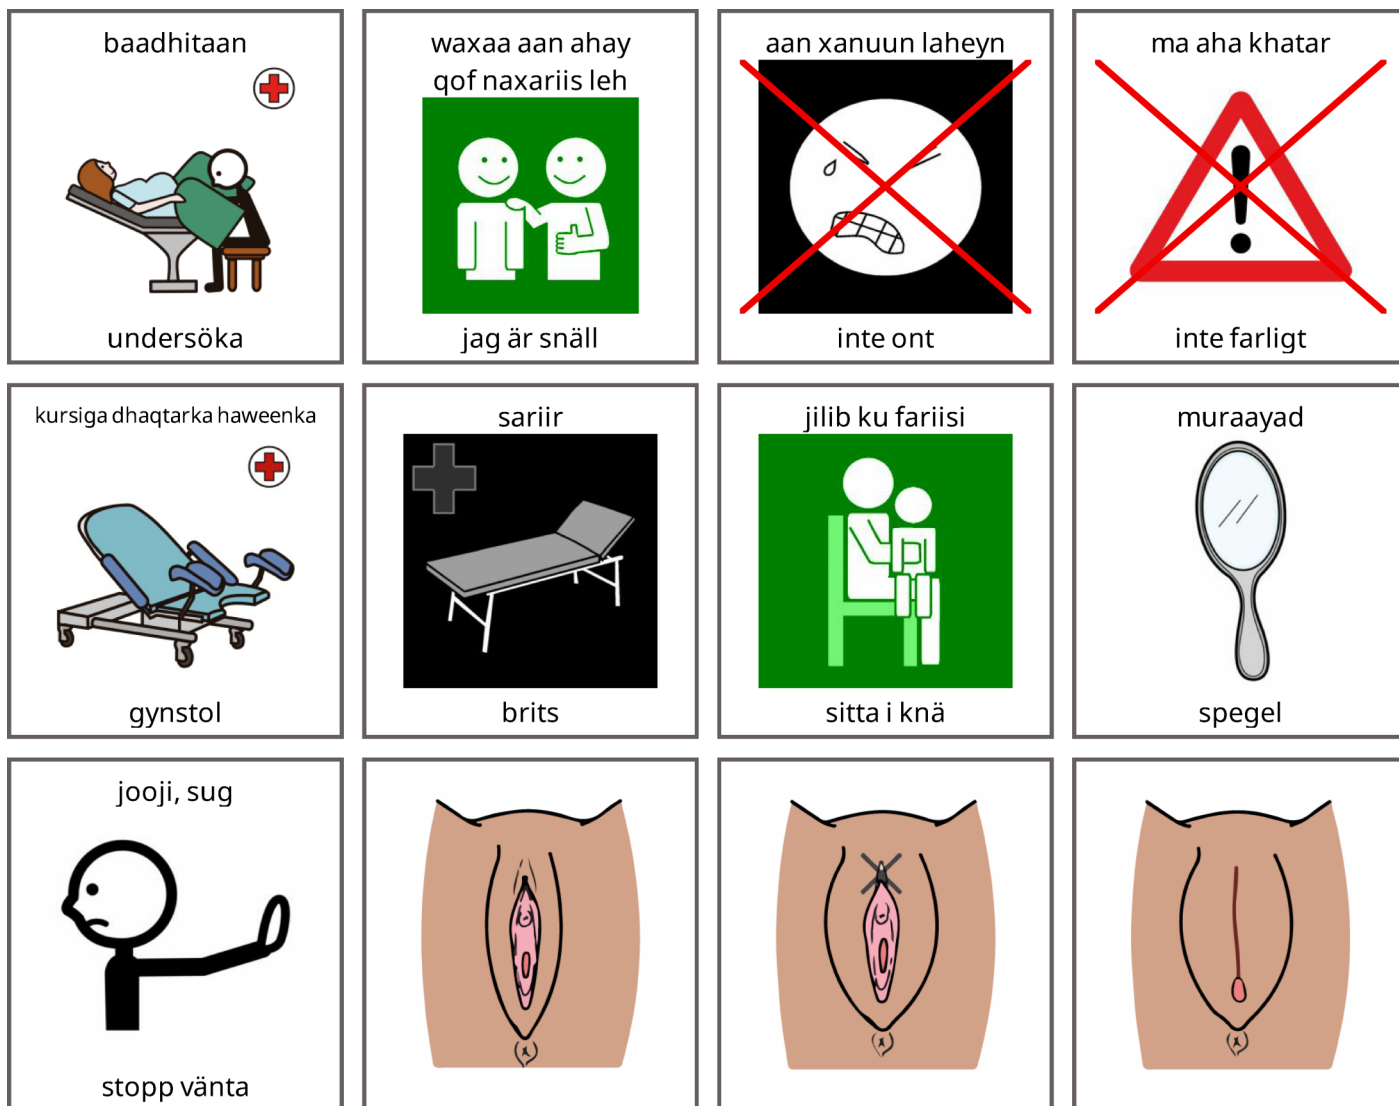 baadhitaan
undersöka
waxaa aan ahay
qof naxariis leh
jag är snäll
aan xanuun laheyn
inte ont
ma aha khatar
inte farligt
kursiga dhaqtarka haweenka
gynstol
sariir
brits
jilib ku fariisi
sitta i knä
muraayad
spegel
jooji, sug
stopp vänta